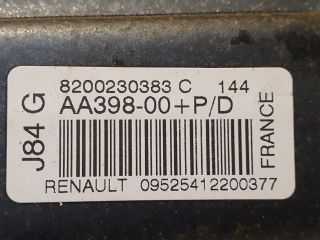 8200230383 C 144
AA398-00+P/D
J84 G
FRANCE
RENAULT 09525412200377